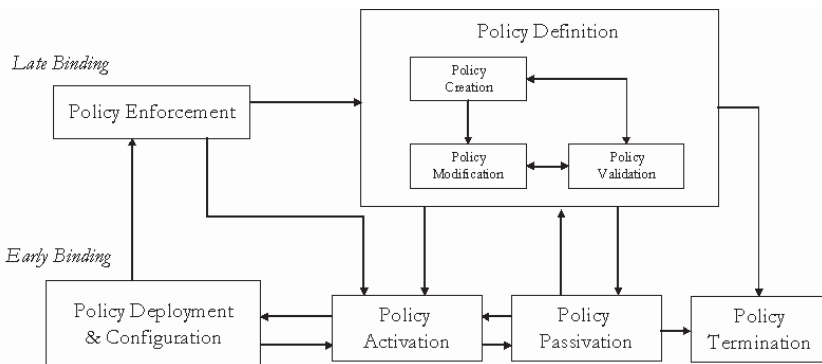 Policy Definition
Late Binding
Policy
Creation
Policy Enforcement
Policy
Modification
Policy
Validation
Early Binding
Policy Deployment
& Configuration
Policy
Activation
Policy
Passivation
Policy
Termination